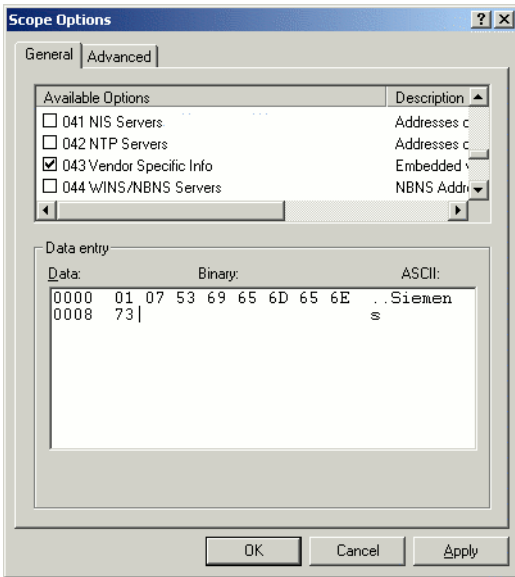 Scope Options
General Advanced
Available Options Description
041 NIS Servers Addresses c
042 NTP Servers Addresses c
043 Vendor Specific Info Embedded
044 WINS/NBNS Servers NBNS Addr
Data entry
Data: Binary: ASCII:
0000 01 07 53 69 65 6D 65 6E ..Siemen
0008 73 s
OK Cancel Apply